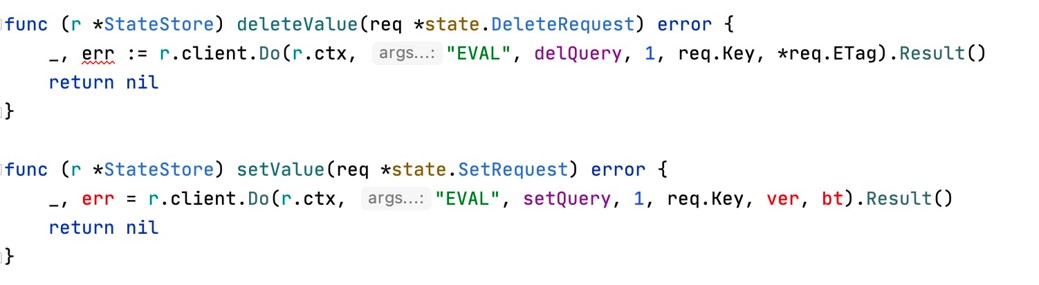 func (r *StateStore) deleteValue(req *state.DeleteRequest) error {
    _, err := r.client.Do(r.ctx, args...: "EVAL", delQuery, 1, req.Key, *req.ETag).Result()
    return nil
}
func (r *StateStore) setValue(req *state.SetRequest) error {
    _, err = r.client.Do(r.ctx, args...: "EVAL", setQuery, 1, req.Key, ver, bt).Result()
    return nil
}